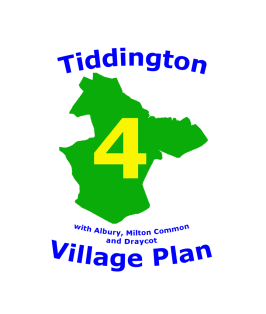 Tiddington
4
with Albury, Milton Common
and Draycot
Village Plan